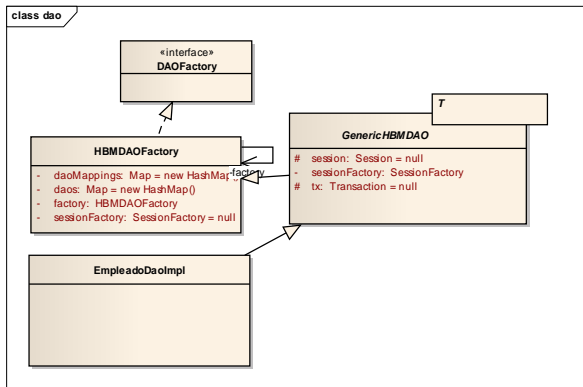 class dao
«interface»
DAOFactory
T
HBMDAOFactory
- daoMappings: Map = new HashMap()
- daos: Map = new HashMap()
- factory: HBMDAOFactory
- sessionFactory: SessionFactory = null
-factory
GenericHBMDAO
# session: Session = null
- sessionFactory: SessionFactory
# tx: Transaction = null
EmpleadoDaoImpl